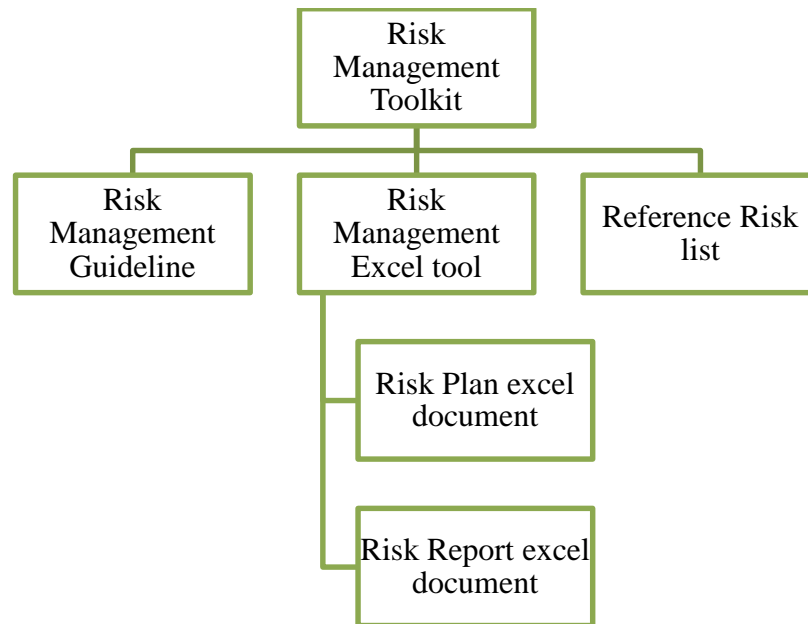 Risk
Management
Toolkit
Risk
Management
Guideline
Risk
Management
Excel tool
Reference Risk
list
Risk Plan excel
document
Risk Report excel
document